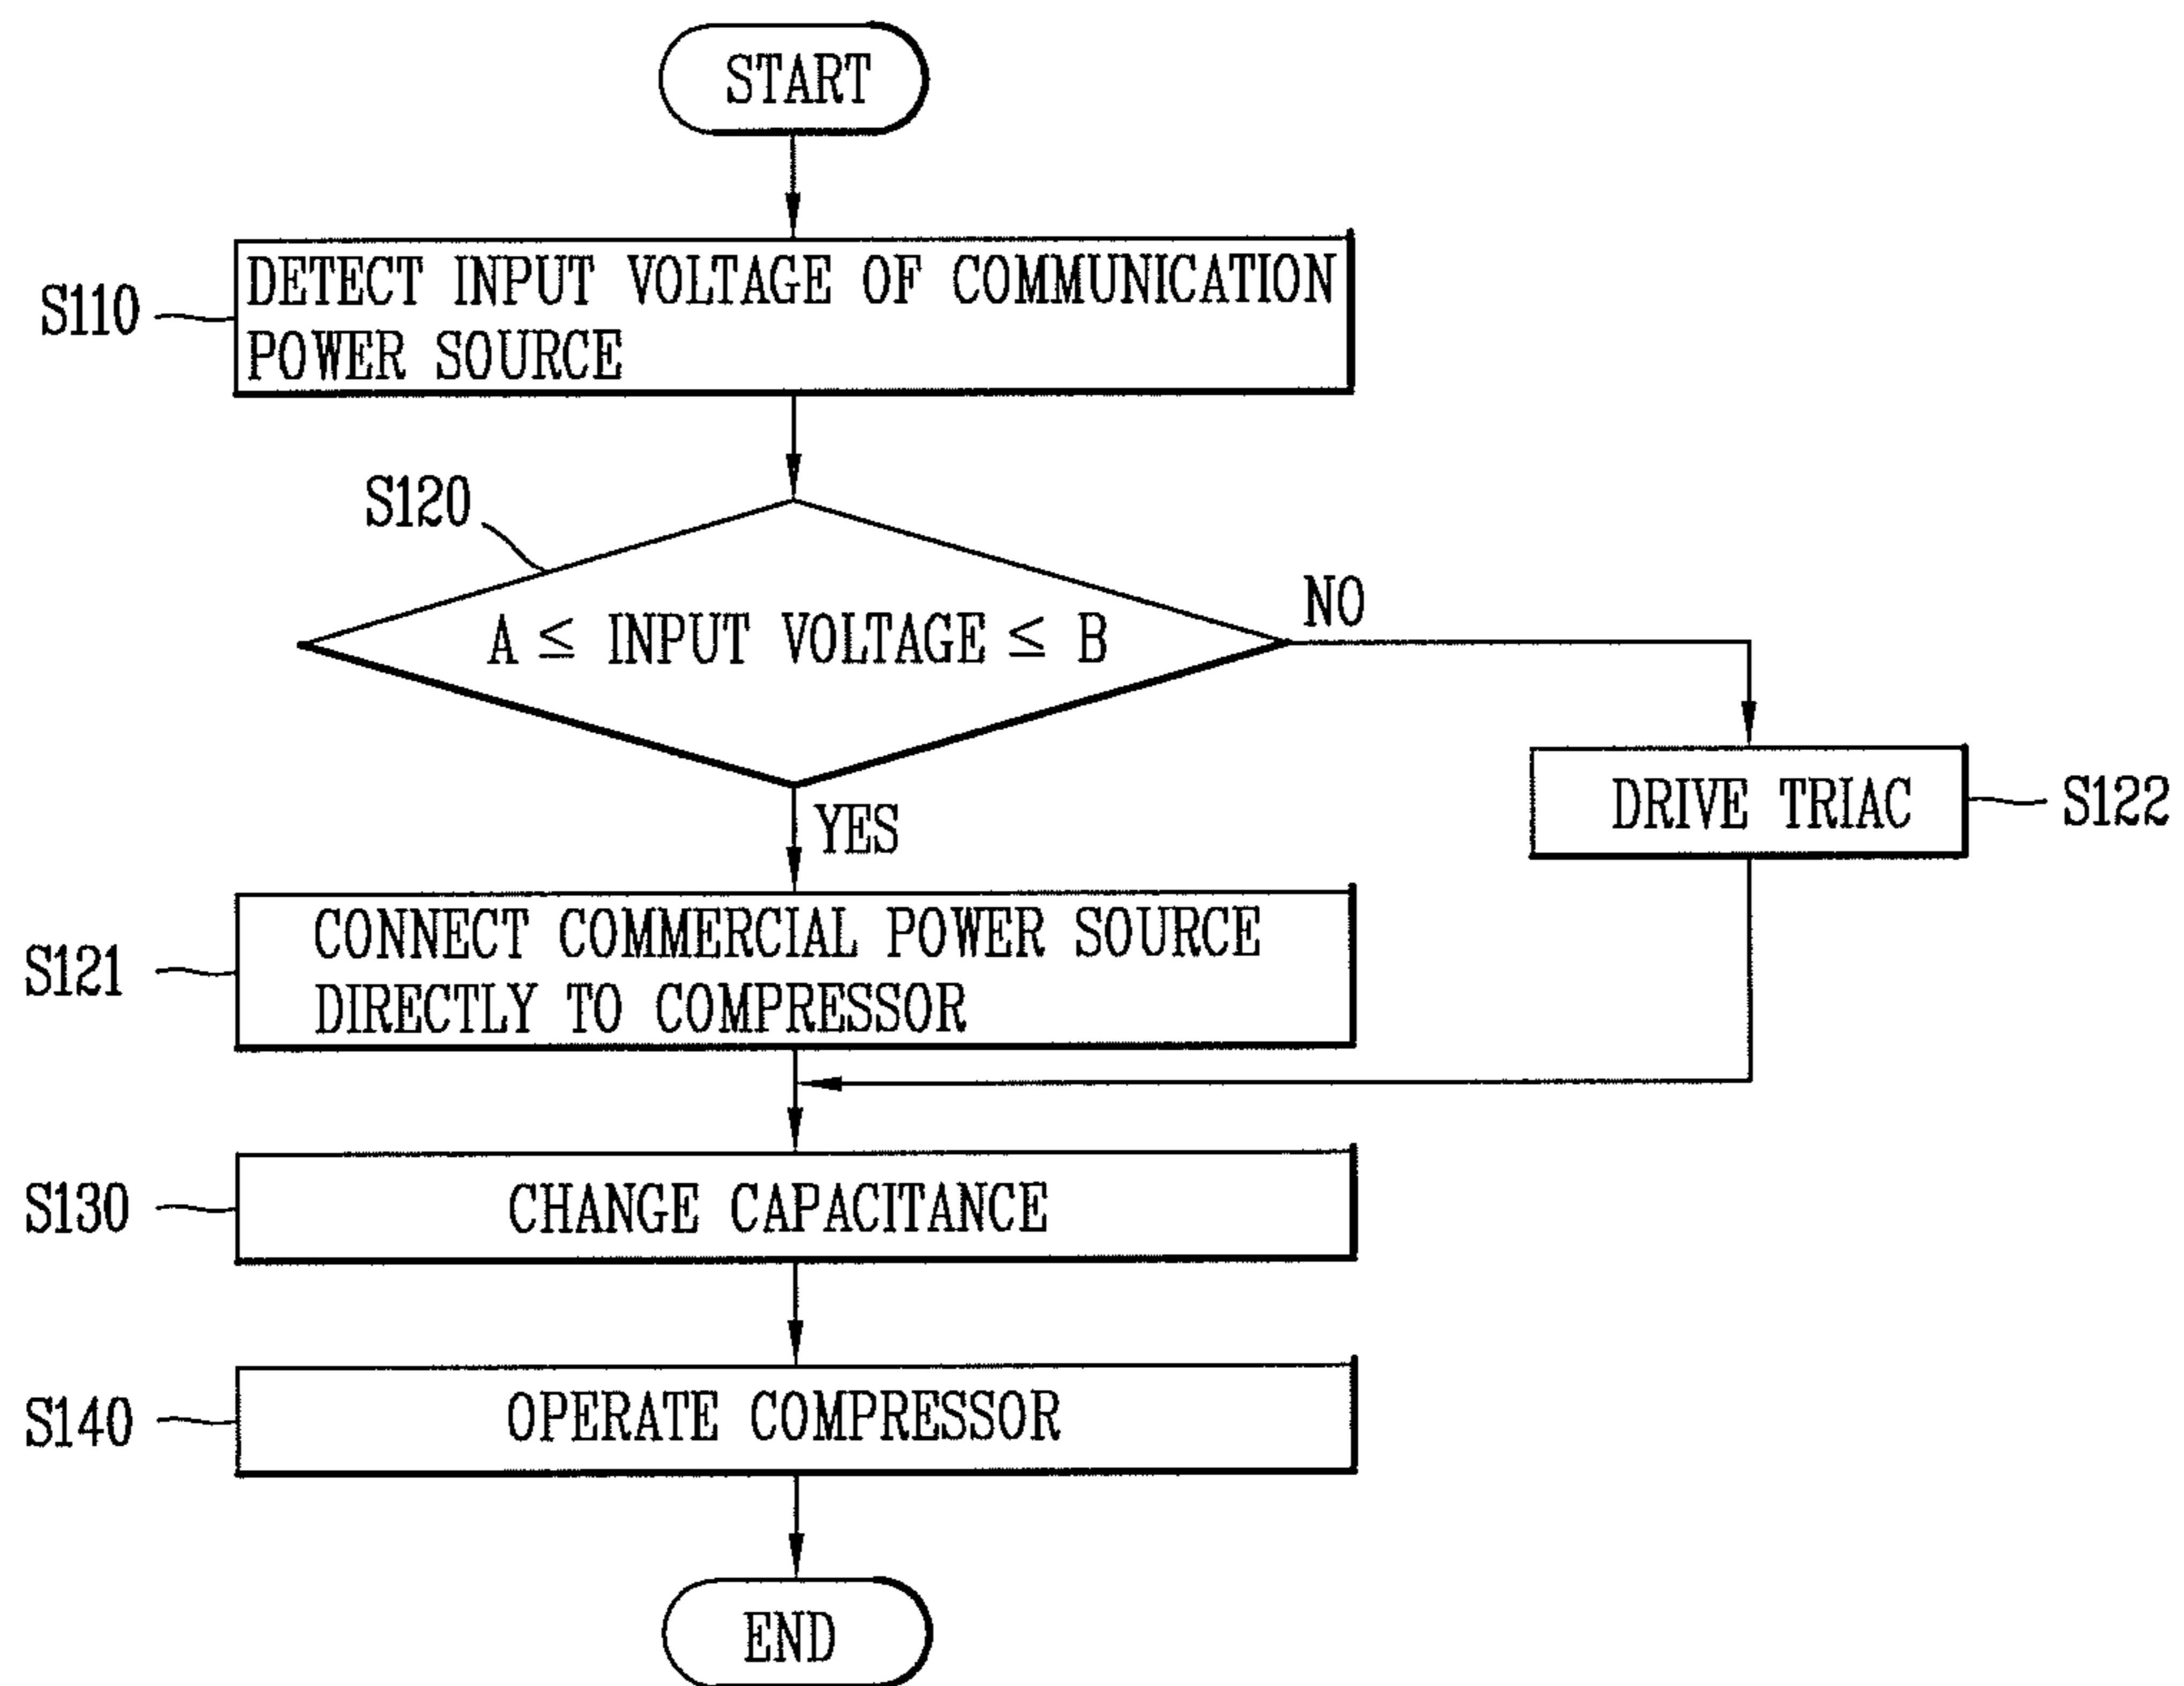 START
S110
DETECT INPUT VOLTAGE OF COMMUNICATION
POWER SOURCE
S120
A ≤ INPUT VOLTAGE ≤ B
NO
YES
DRIVE TRIAC
S122
S121
CONNECT COMMERCIAL POWER SOURCE
DIRECTLY TO COMPRESSOR
S130
CHANGE CAPACITANCE
S140
OPERATE COMPRESSOR
END